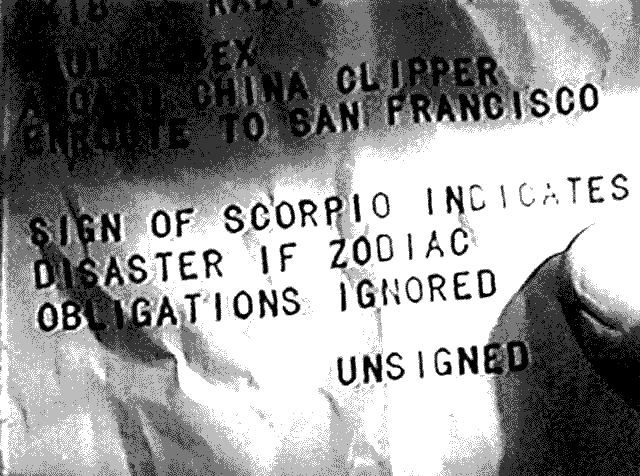 ABOARD CHINA CLIPPER
ENROUTE TO SAN FRANCISCO
SIGN OF SCORPIO INDICATES
DISASTER IF ZODIAC
OBLIGATIONS IGNORED
UNSIGNED